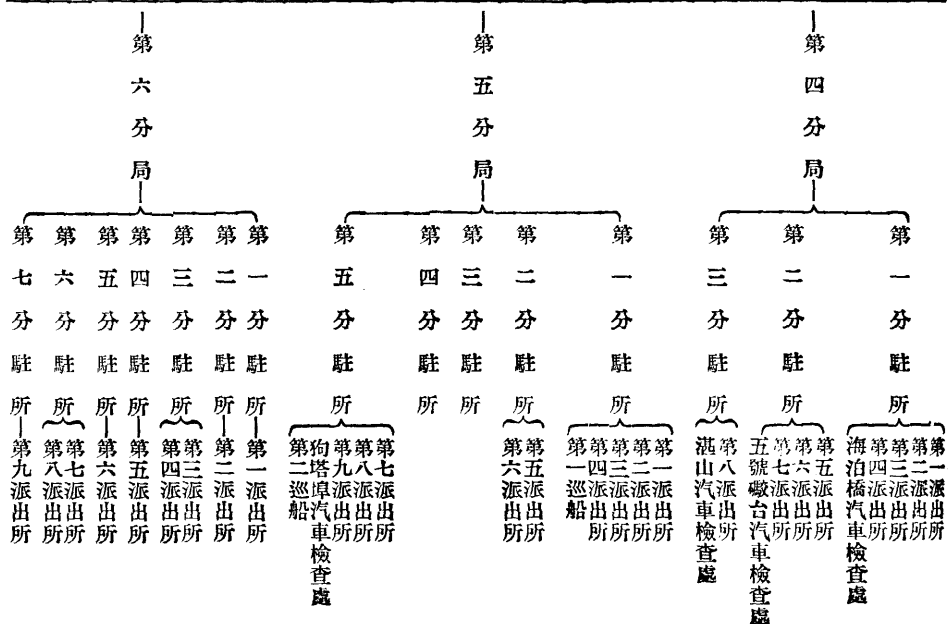 第四分局
第一分駐所
第一派出所
第二派出所
第三派出所
第四派出所
海泊橋汽車檢查處
第二分駐所
第五派出所
第六派出所
第七派出所
五號礮台汽車檢查處
第三分駐所
第八派出所
湛山汽車檢查處
第五分局
第一分駐所
第一派出所
第二派出所
第三派出所
第四派出所
第一巡船
第二分駐所
第五派出所
第六派出所
第三分駐所
第四分駐所
第五分駐所
第七派出所
第八派出所
第九派出所
狗塔埠汽車檢查處
第二巡船
第六分局
第一分駐所
第一派出所
第二分駐所
第二派出所
第三分駐所
第三派出所
第四派出所
第四分駐所
第五派出所
第五分駐所
第六派出所
第六分駐所
第七派出所
第八派出所
第七分駐所
第九派出所